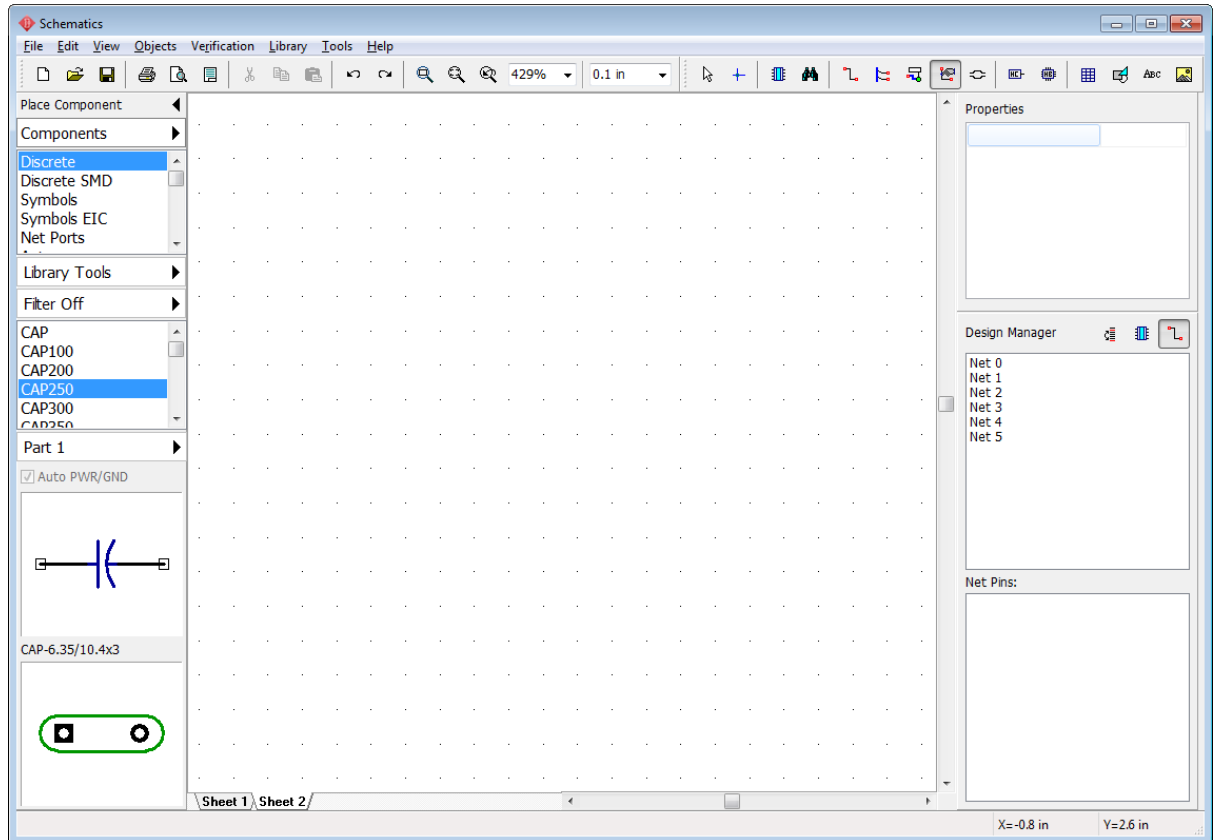 Schematics
File Edit View Objects Verification Library Tools Help
429% 0.1 in ABC
Place Component
Components
Discrete
Discrete SMD
Symbols
Symbols EIC
Net Ports
Library Tools
Filter Off
CAP
CAP100
CAP200
CAP250
CAP300
CAP350
Part 1
Auto PWR/GND
CAP-6.35/10.4x3
Sheet 1 Sheet 2
Properties
Design Manager
Net 0
Net 1
Net 2
Net 3
Net 4
Net 5
Net Pins:
X=-0.8 in Y=2.6 in